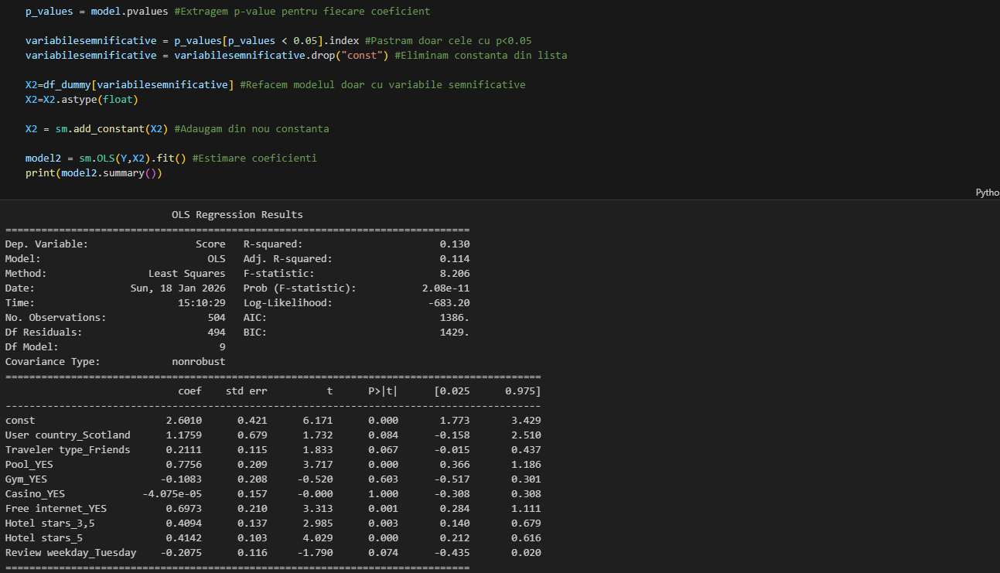 p_values = model.pvalues #Extragem p-value pentru fiecare coeficient
variabilesemnificative = p_values[p_values < 0.05].index #Pastram doar cele cu p<0.05
variabilesemnificative = variabilesemnificative.drop("const") #Eliminam constanta din lista
X2=df_dummy[variabilesemnificative] #Refacem modelul doar cu variabile semnificative
X2=X2.astype(float)
X2 = sm.add_constant(X2) #Adaugam din nou constanta
model2 = sm.OLS(Y,X2).fit() #Estimare coeficienti
print(model2.summary())
Pytho
OLS Regression Results
==============================================================================
Dep. Variable: Score R-squared: 0.130
Model: OLS Adj. R-squared: 0.114
Method: Least Squares F-statistic: 8.206
Date: Sun, 18 Jan 2026 Prob (F-statistic): 2.08e-11
Time: 15:10:29 Log-Likelihood: -683.20
No. Observations: 504 AIC: 1386.
Df Residuals: 494 BIC: 1429.
Df Model: 9
Covariance Type: nonrobust
==========================================================================================
coef std err t P>|t| [0.025 0.975]
------------------------------------------------------------------------------------------
const 2.6010 0.421 6.171 0.000 1.773 3.429
User country_Scotland 1.1759 0.679 1.732 0.084 -0.158 2.510
Traveler type_Friends 0.2111 0.115 1.833 0.067 -0.015 0.437
Pool_YES 0.7756 0.209 3.717 0.000 0.366 1.186
Gym_YES -0.1083 0.208 -0.520 0.603 -0.517 0.301
Casino_YES -4.075e-05 0.157 -0.000 1.000 -0.308 0.308
Free internet_YES 0.6973 0.210 3.313 0.001 0.284 1.111
Hotel stars_3,5 0.4094 0.137 2.985 0.003 0.140 0.679
Hotel stars_5 0.4142 0.103 4.029 0.000 0.212 0.616
Review weekday_Tuesday -0.2075 0.116 -1.790 0.074 -0.435 0.020
==============================================================================